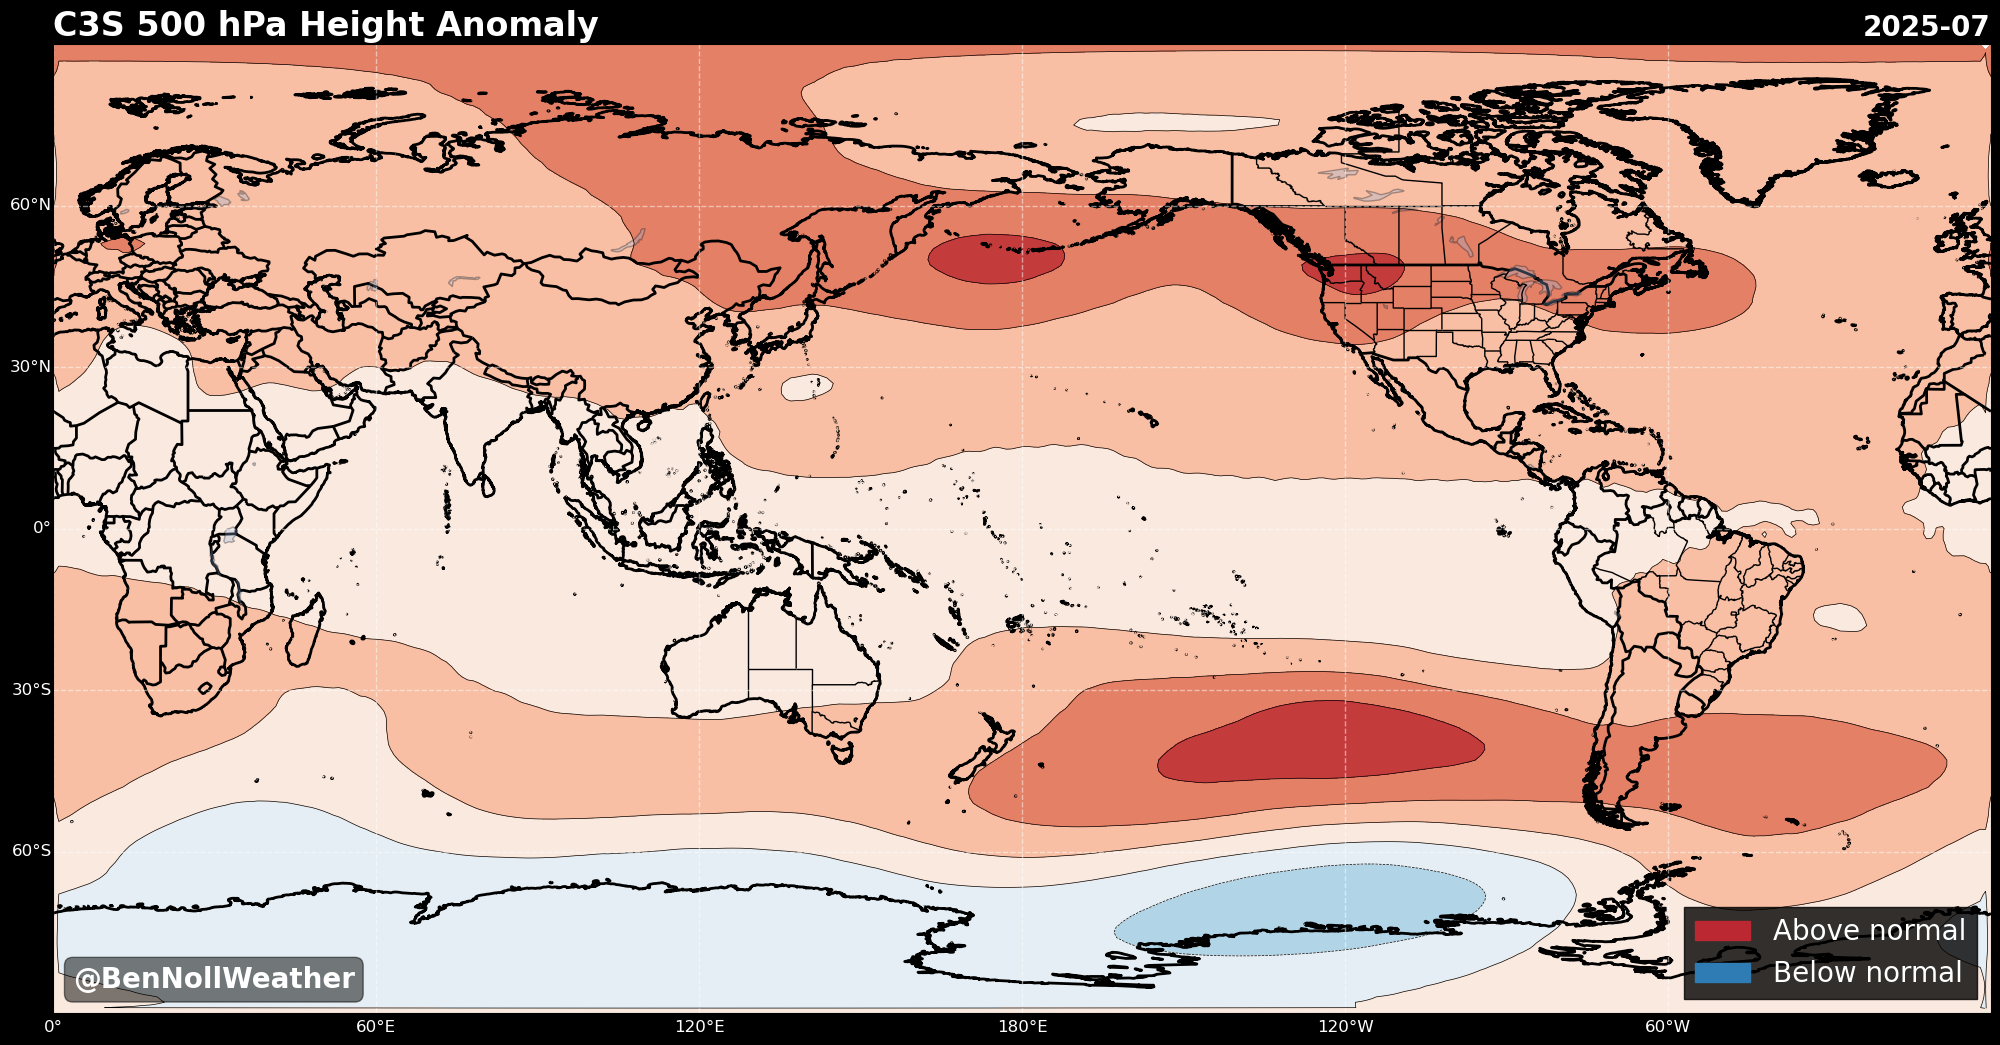 C3S 500 hPa Height Anomaly
2025-07
60°N
30°N
0°
30°S
60°S
Above normal
Below normal
@BenNollWeather
0°
60°E
120°E
180°E
120°W
60°W